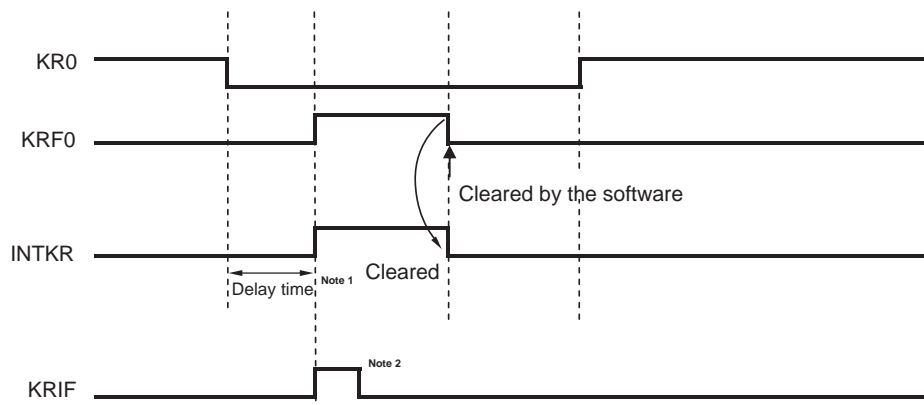 KR0
KRF0
Cleared by the software
INTKR
Cleared
Delay time Note 1
Note 2
KRIF